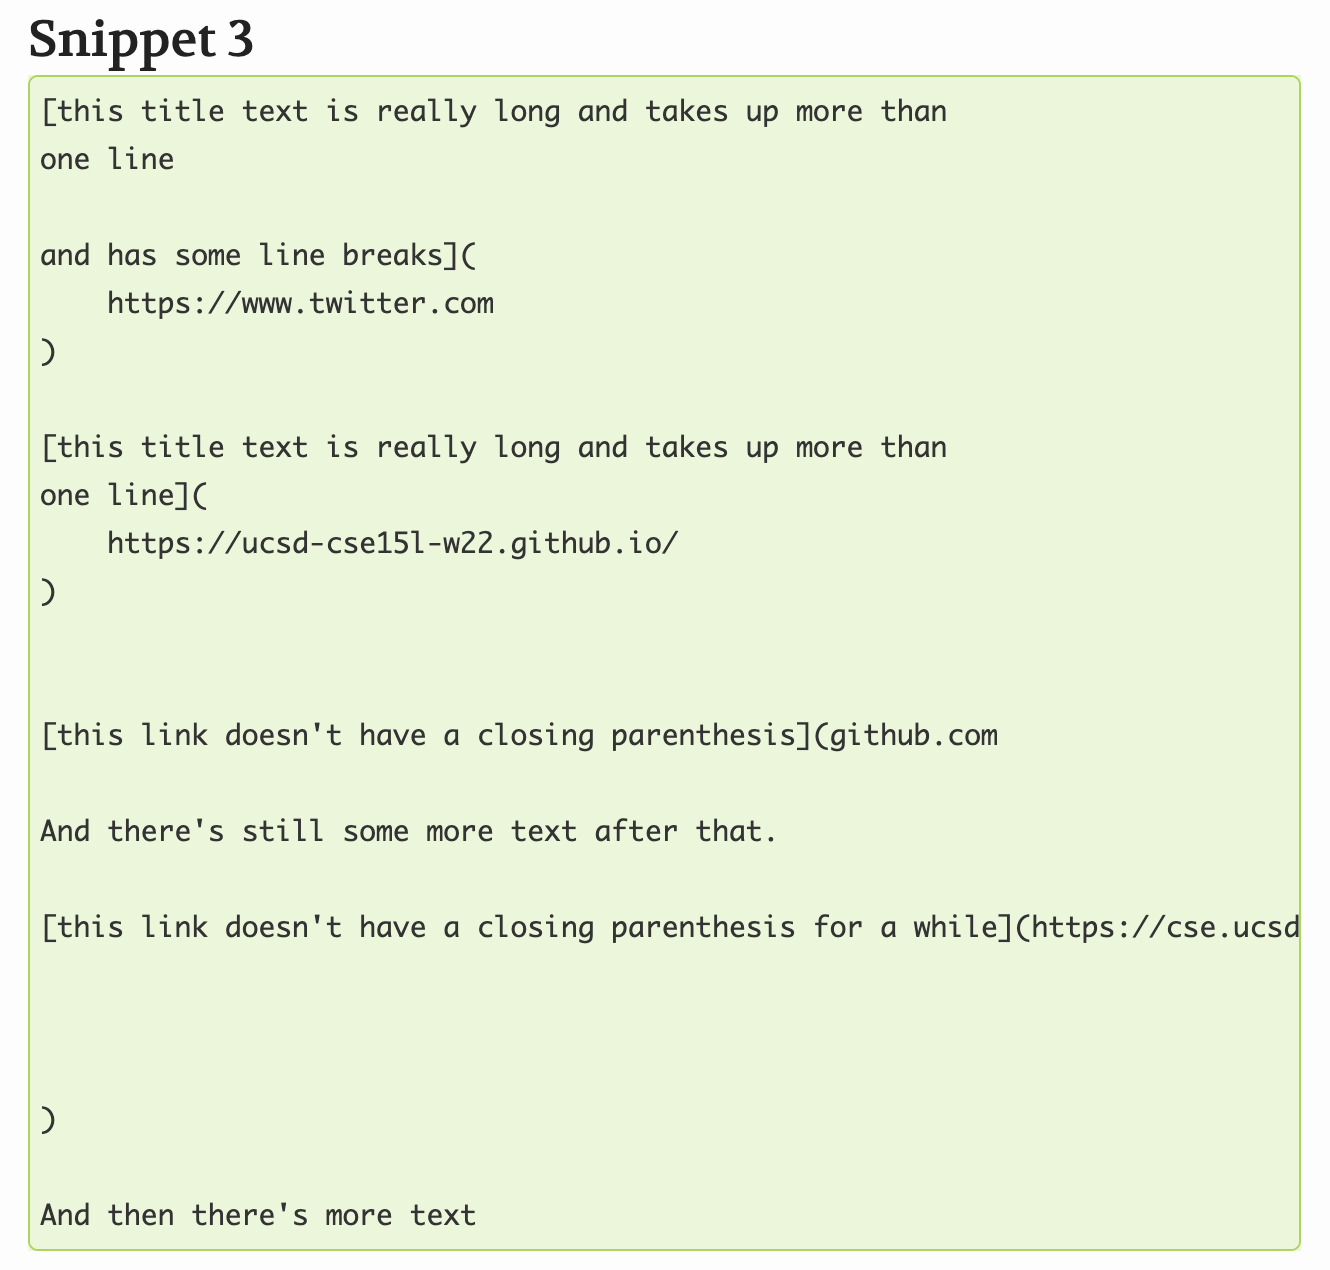 Snippet 3
[this title text is really long and takes up more than
one line
and has some line breaks](
    https://www.twitter.com
)
[this title text is really long and takes up more than
one line](
    https://ucsd-cse15l-w22.github.io/
)
[this link doesn't have a closing parenthesis](github.com
And there's still some more text after that.
[this link doesn't have a closing parenthesis for a while](https://cse.ucsd
)
And then there's more text